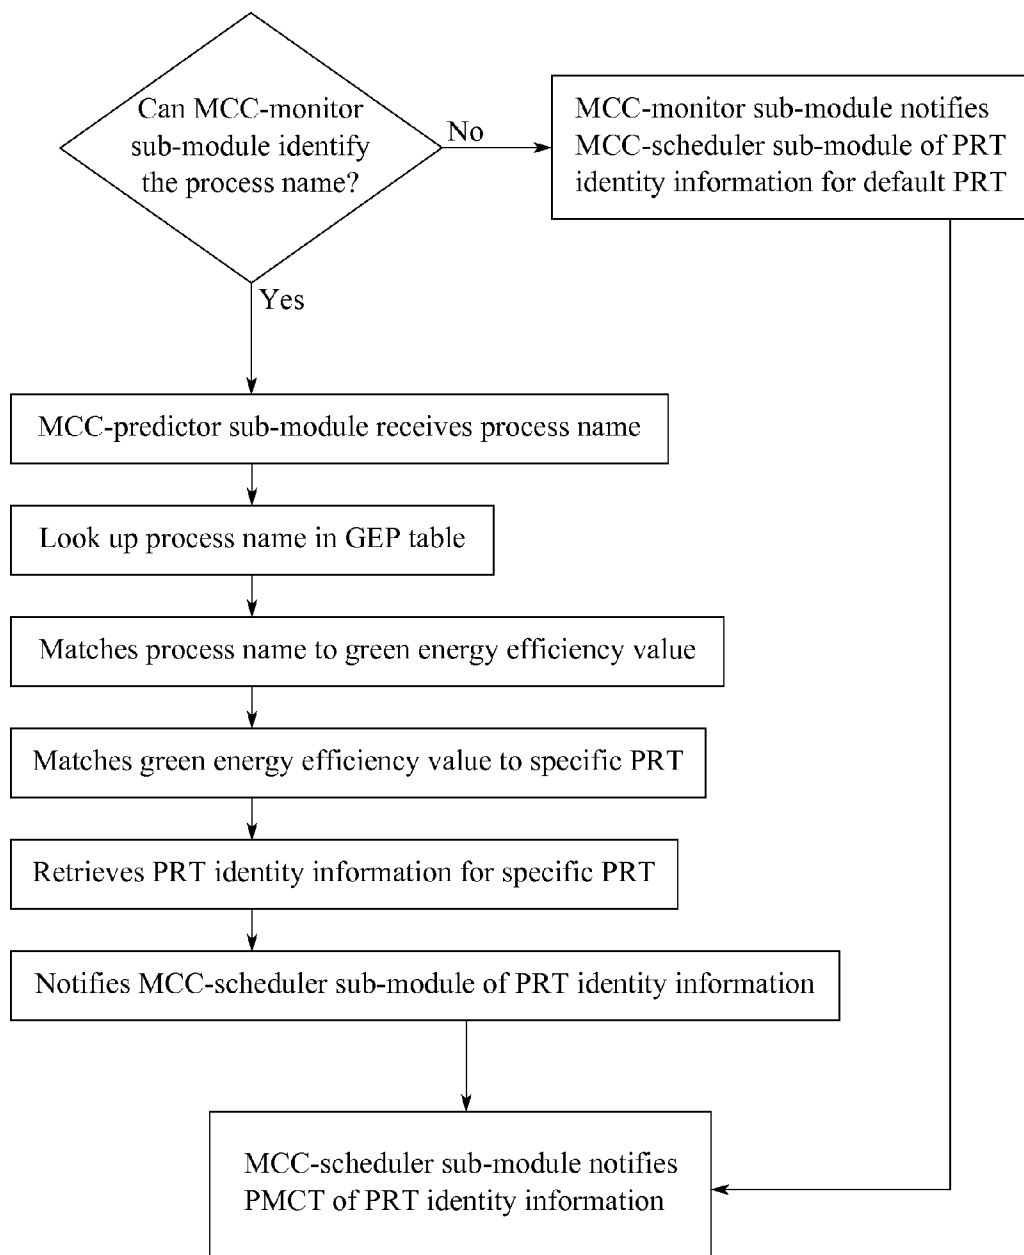 Can MCC-monitor
sub-module identify
the process name?
No
MCC-monitor sub-module notifies
MCC-scheduler sub-module of PRT
identity information for default PRT
Yes
MCC-predictor sub-module receives process name
Look up process name in GEP table
Matches process name to green energy efficiency value
Matches green energy efficiency value to specific PRT
Retrieves PRT identity information for specific PRT
Notifies MCC-scheduler sub-module of PRT identity information
MCC-scheduler sub-module notifies
PMCT of PRT identity information